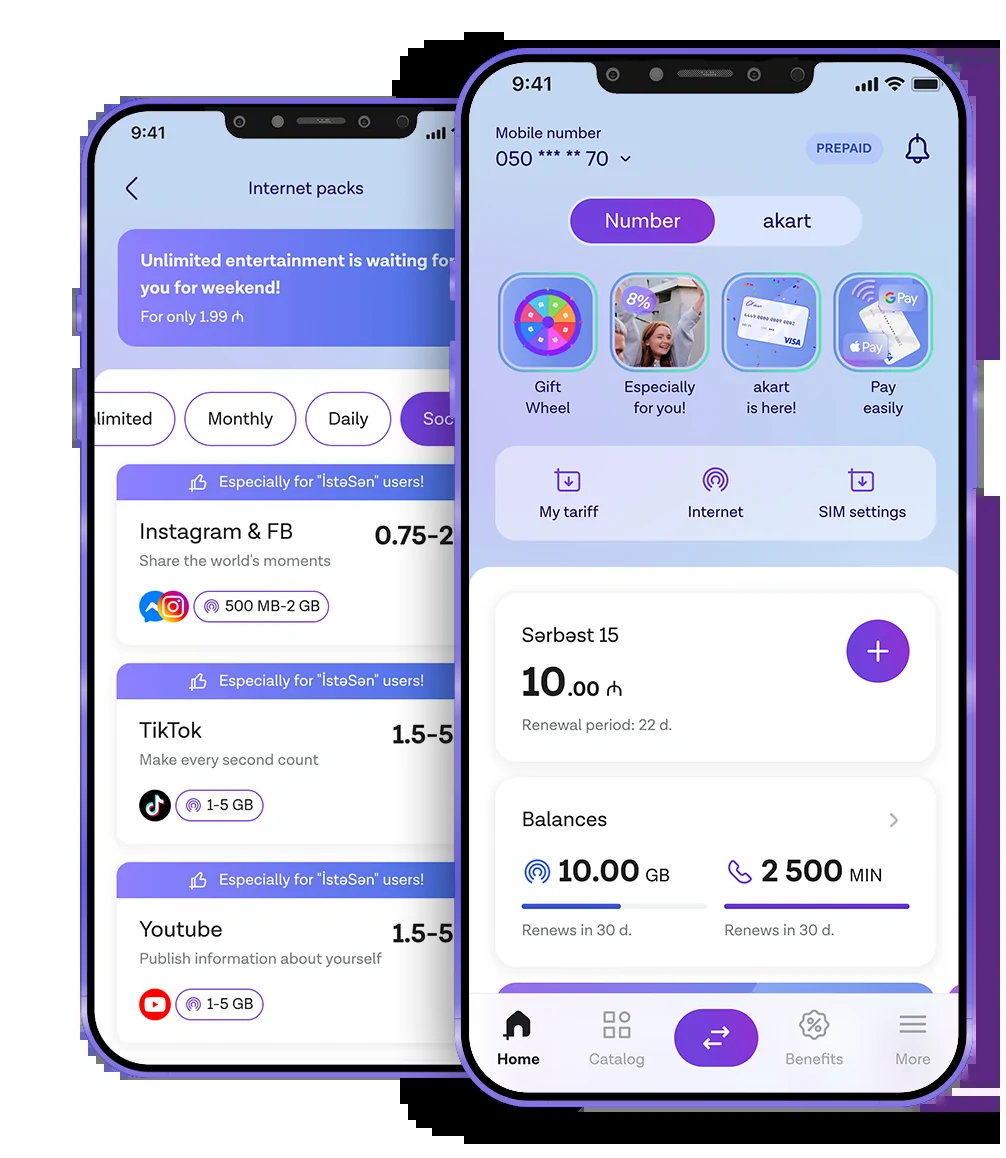 9:41
Internet packs
Unlimited entertainment is waiting for
you for weekend!
For only 1.99 ₼
limited
Monthly
Daily
Soc
Especially for "İstəSən" users!
Instagram & FB
0.75-2
Share the world's moments
500 MB-2 GB
Especially for "İstəSən" users!
TikTok
1.5-5
Make every second count
1-5 GB
Especially for "İstəSən" users!
Youtube
1.5-5
Publish information about yourself
1-5 GB
9:41
Mobile number
050 *** ** 70
PREPAID
Number
akart
8%
VISA
G Pay
Pay
Gift
Wheel
Especially
for you!
akart
is here!
Pay
easily
My tariff
Internet
SIM settings
Sərbəst 15
10.00 ₼
Renewal period: 22 d.
Balances
10.00 GB
2 500 MIN
Renews in 30 d.
Renews in 30 d.
Home
Catalog
Benefits
More